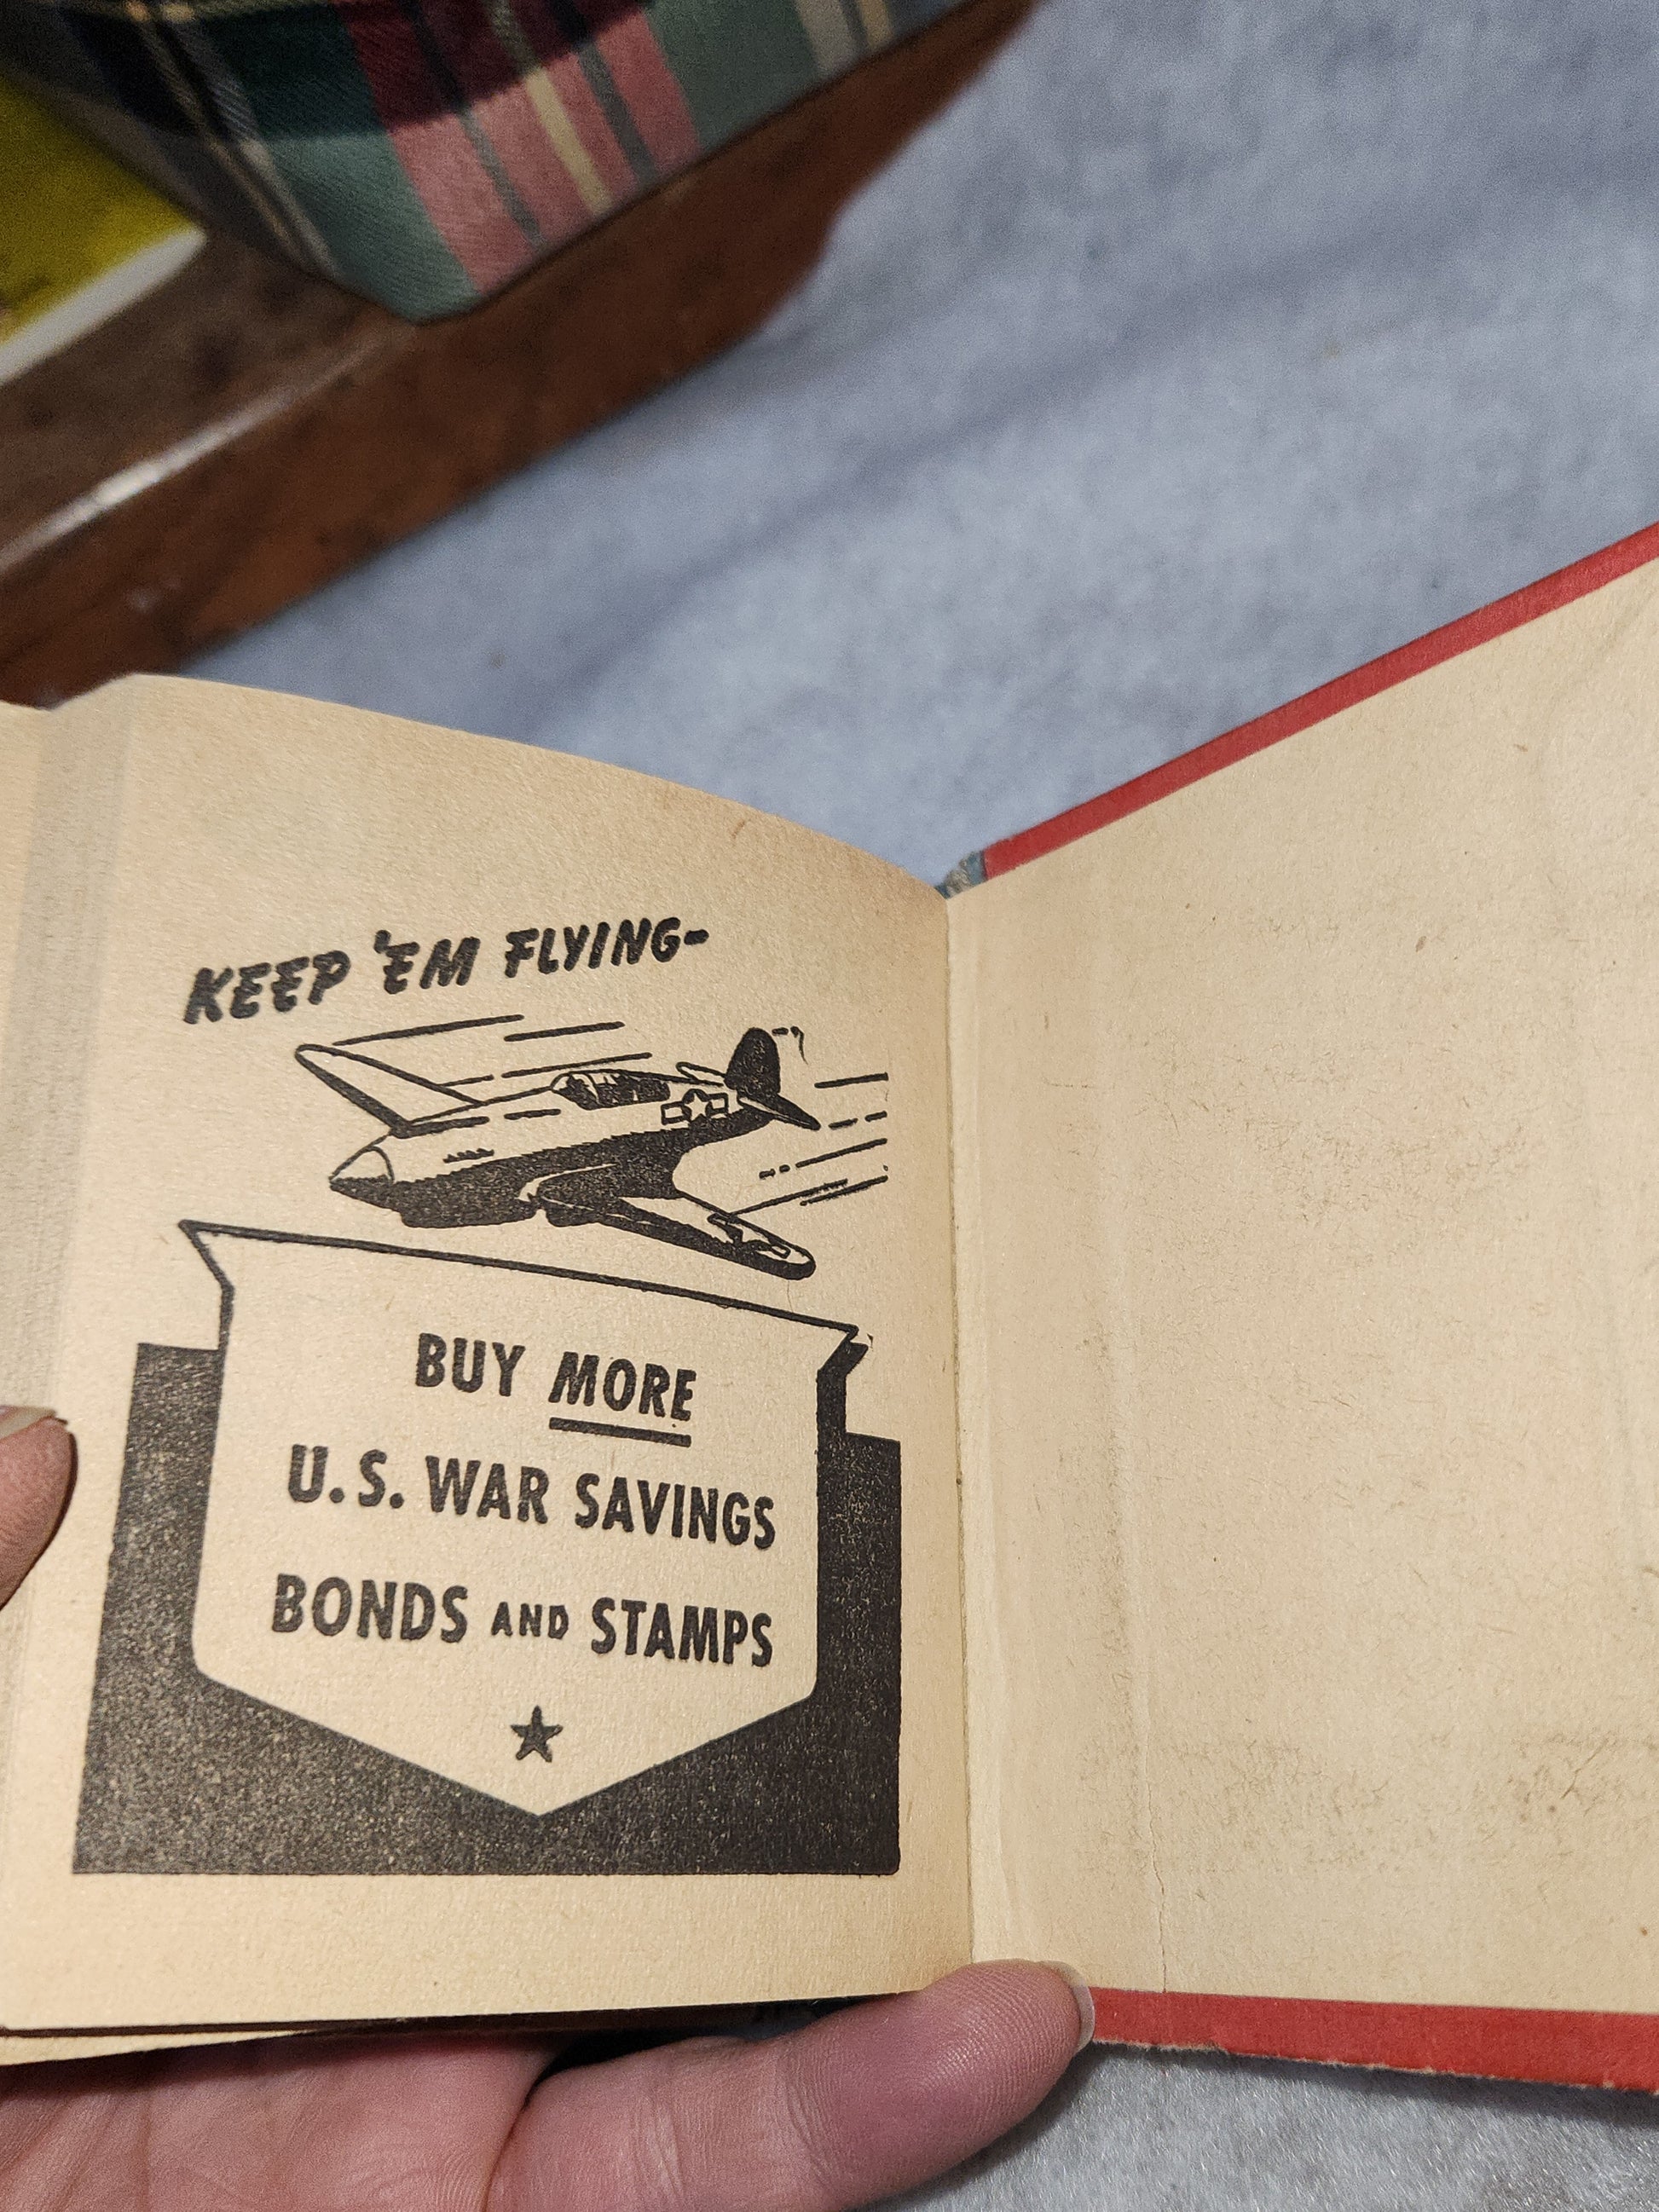 KEEP 'EM FLYING-
BUY MORE
U.S. WAR SAVINGS
BONDS AND STAMPS